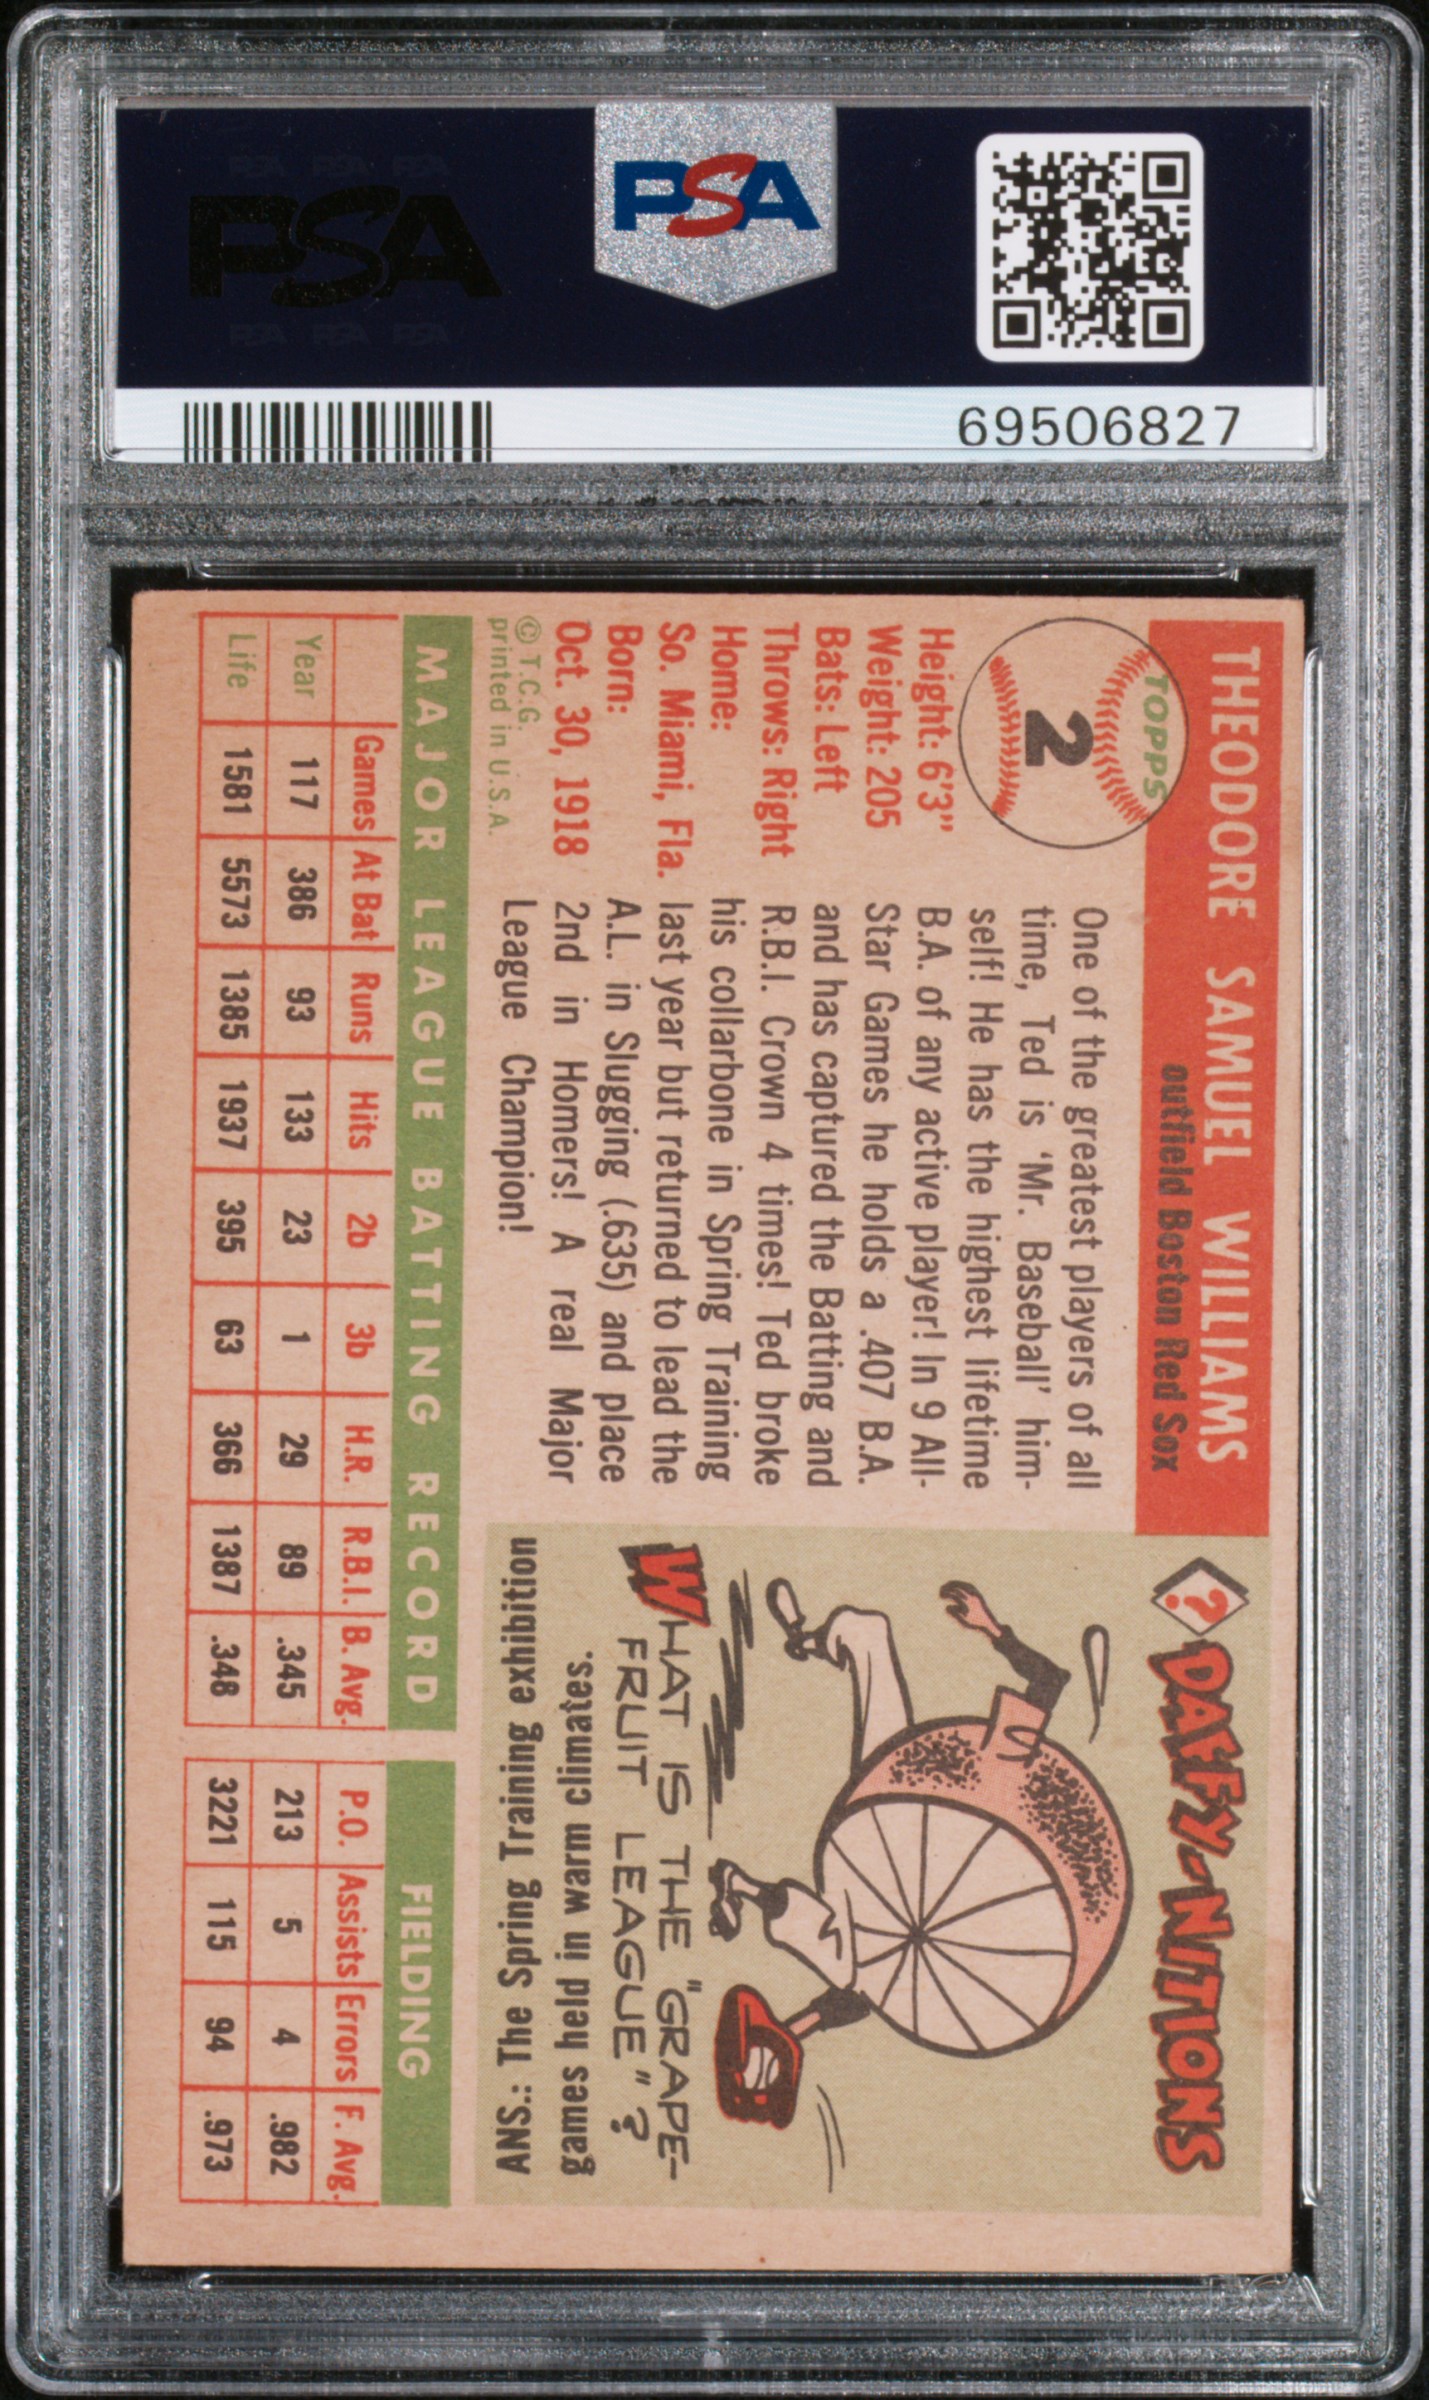 PSA PSA PSA
PSA
PSA PSA PSA
PSA
69506827
THEODORE SAMUEL WILLIAMS
outfield Boston Red Sox
TOPPS
2
Height: 6'3"
Weight: 205
Bats: Left
Throws: Right
Home:
So. Miami, Fla.
Born:
Oct. 30, 1918
© T.C.G.
printed in U.S.A.
One of the greatest players of all
time, Ted is 'Mr. Baseball' him-
self! He has the highest lifetime
B.A. of any active player! In 9 All-
Star Games he holds a .407 B.A.
and has captured the Batting and
R.B.I. Crown 4 times! Ted broke
his collarbone in Spring Training
last year but returned to lead the
A.L. in Slugging (.635) and place
2nd in Homers! A real Major
League Champion!
? DAFFY-NITIONS
WHAT IS THE "GRAPE-
FRUIT LEAGUE"?
ANS.: The Spring Training exhibition
games held in warm climates.
MAJOR LEAGUE BATTING RECORD
Games At Bat Runs Hits 2b 3b H.R. R.B.I. B. Avg.
Year 117 386 93 133 23 1 29 89 .345
Life 1581 5573 1385 1937 395 63 366 1387 .348
FIELDING
P.O. Assists Errors F. Avg.
213 5 4 .982
3221 115 94 .973